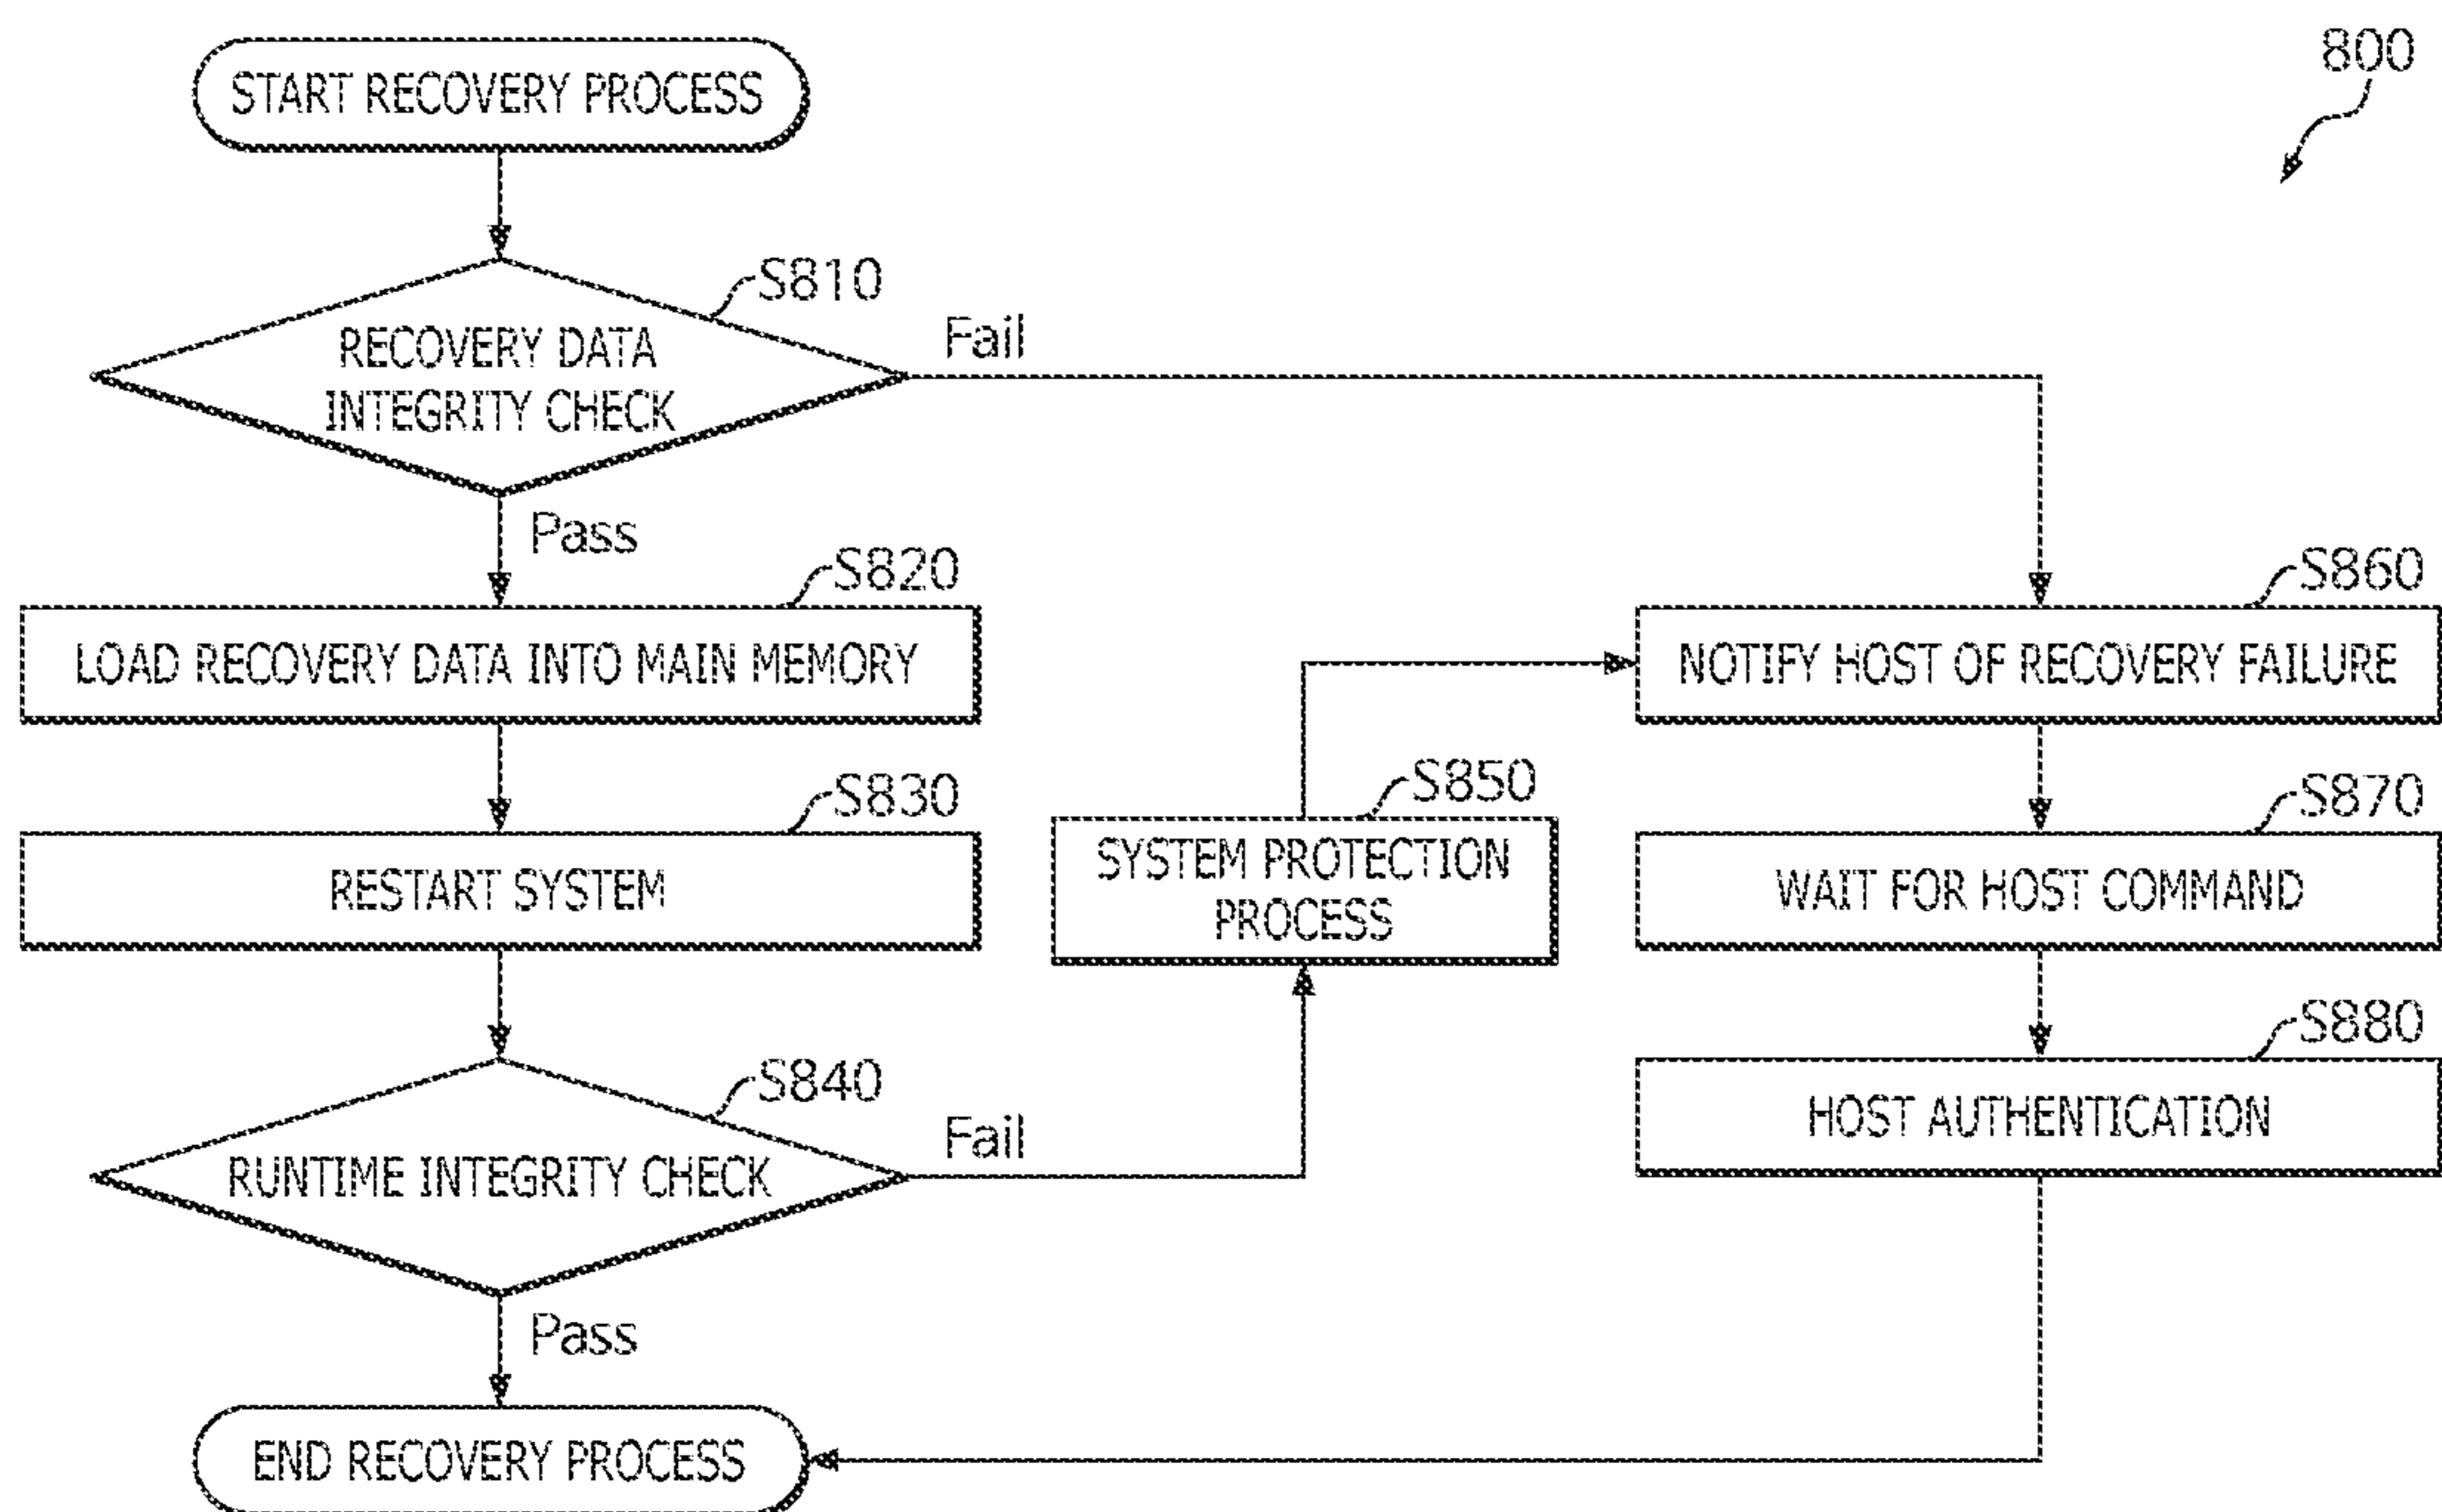 800
START RECOVERY PROCESS
S810
RECOVERY DATA
INTEGRITY CHECK
Fail
Pass
S820
LOAD RECOVERY DATA INTO MAIN MEMORY
S830
RESTART SYSTEM
S840
RUNTIME INTEGRITY CHECK
Fail
Pass
S850
SYSTEM PROTECTION
PROCESS
S860
NOTIFY HOST OF RECOVERY FAILURE
S870
WAIT FOR HOST COMMAND
S880
HOST AUTHENTICATION
END RECOVERY PROCESS